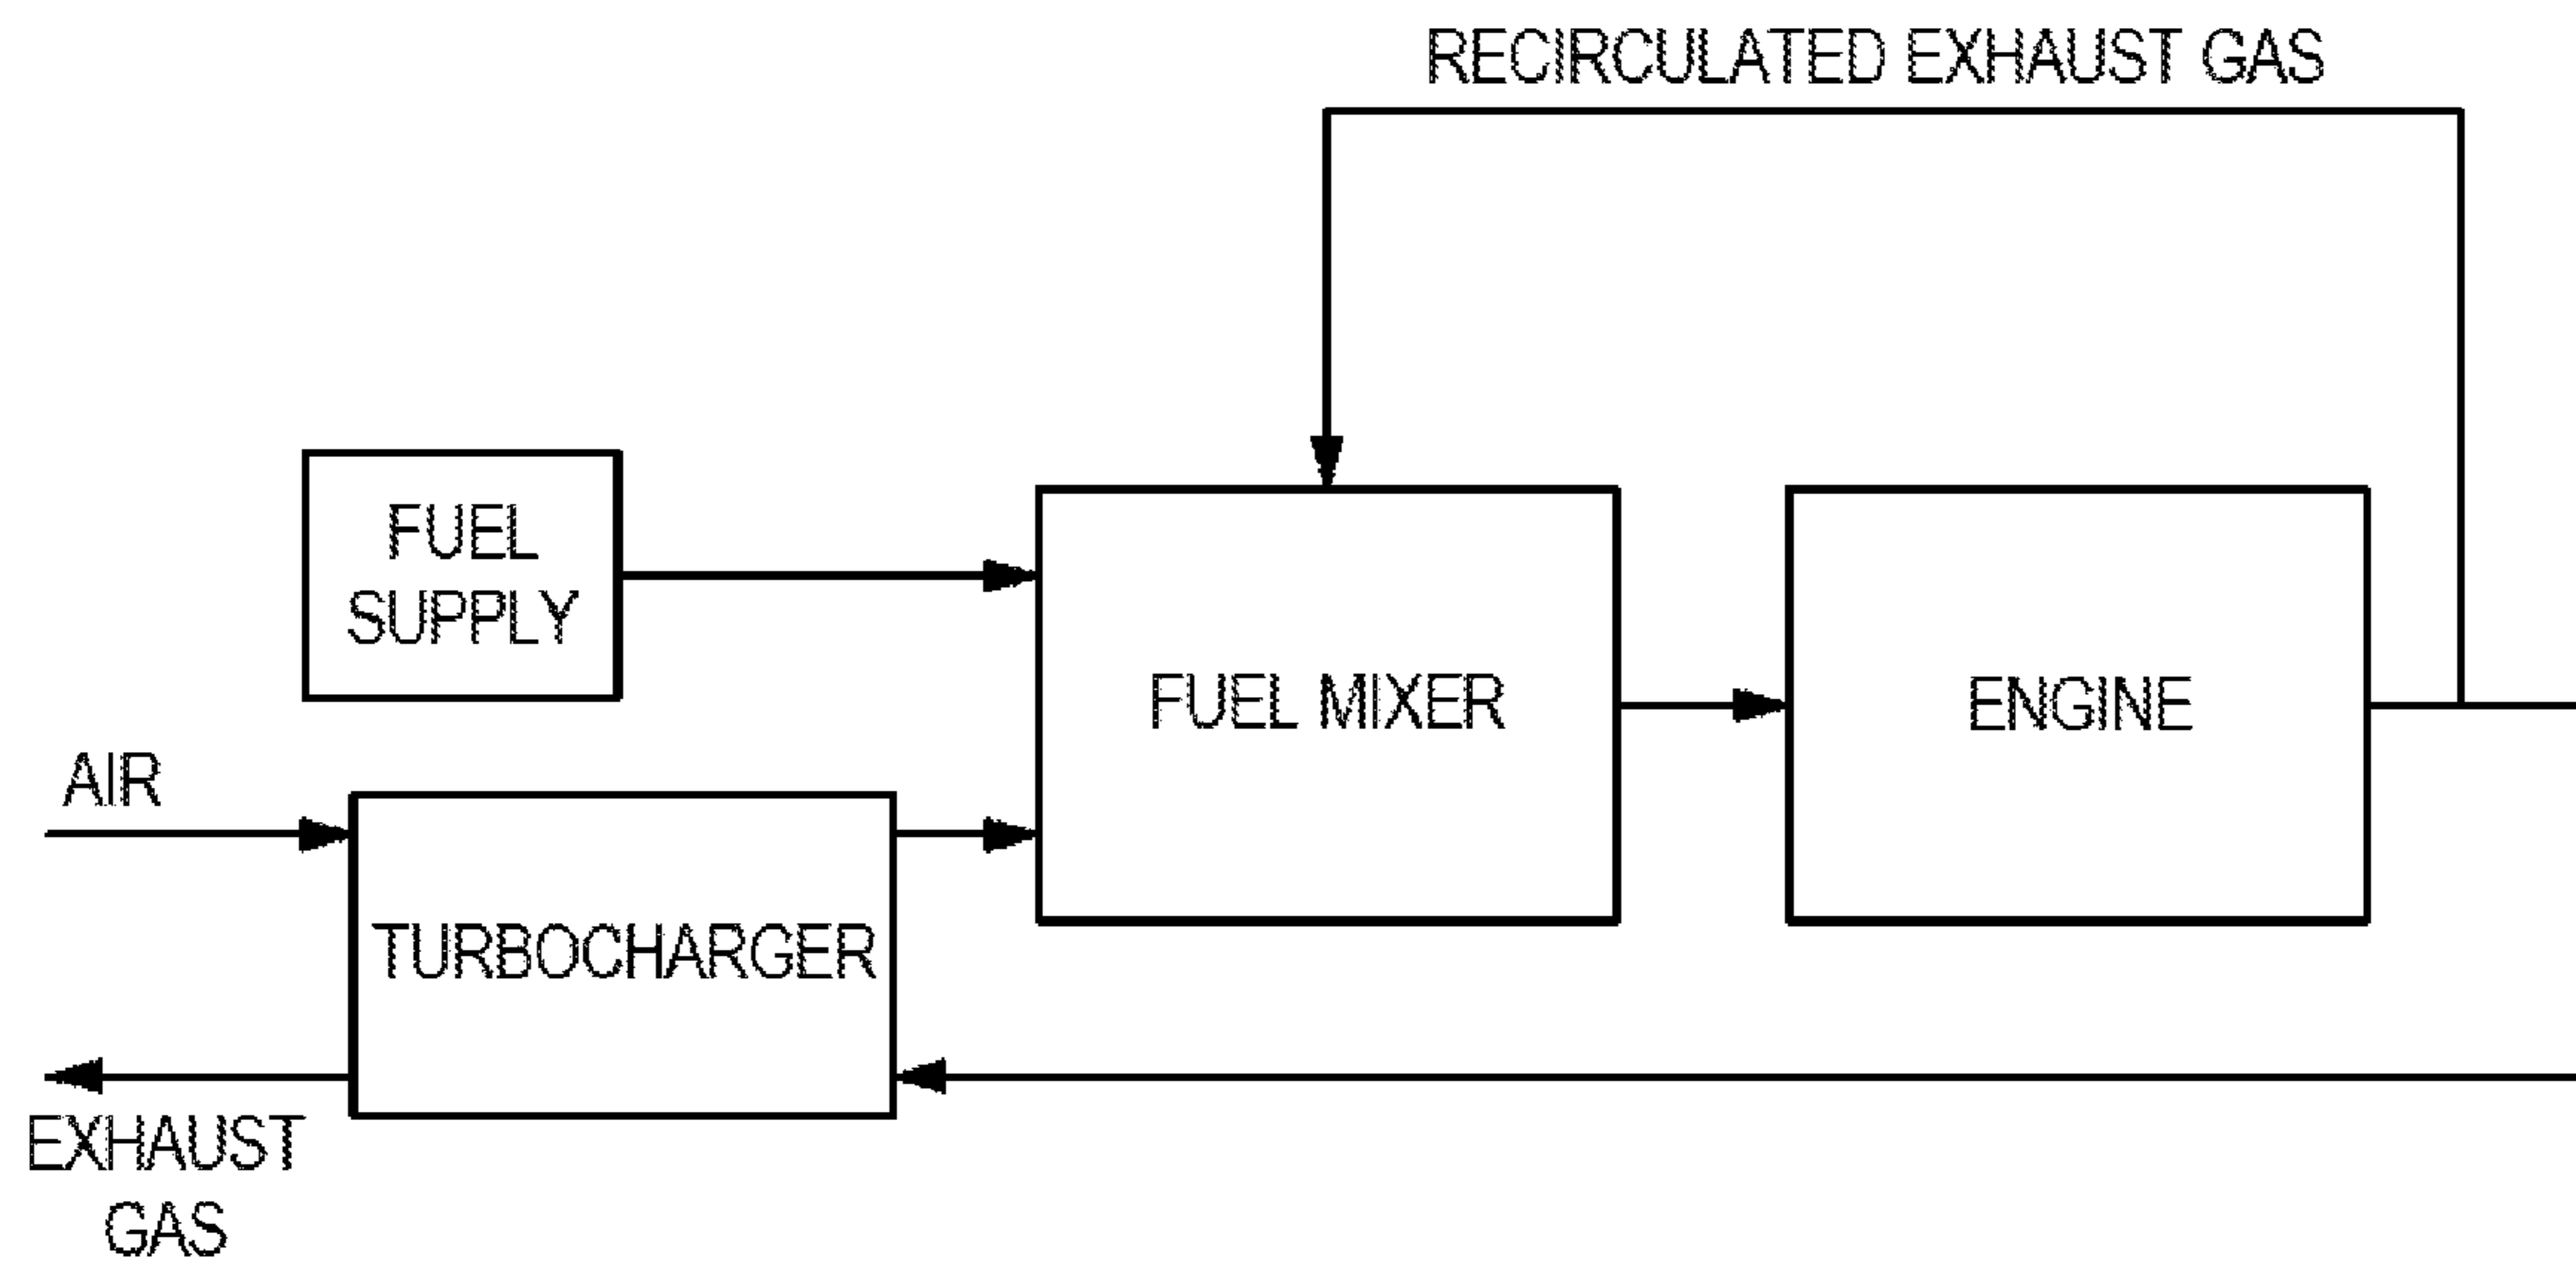 RECIRCULATED EXHAUST GAS
FUEL
SUPPLY
FUEL MIXER
ENGINE
AIR
TURBOCHARGER
EXHAUST
GAS